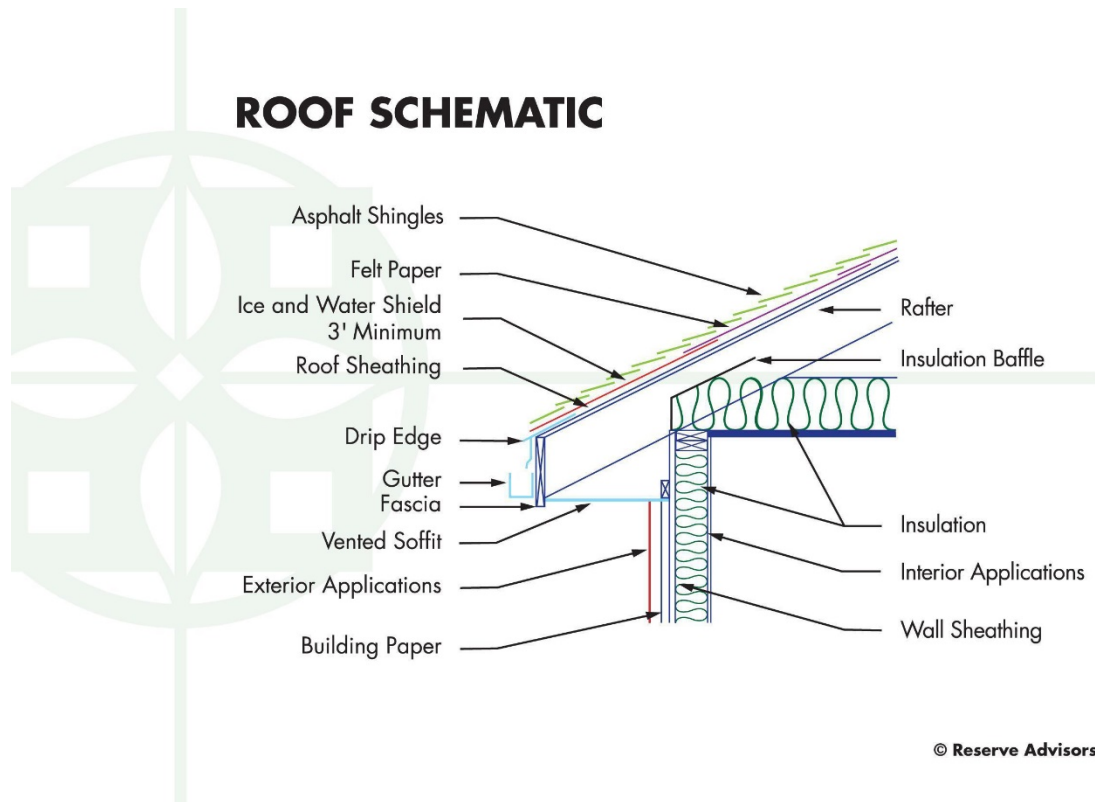 ROOF SCHEMATIC
Asphalt Shingles
Felt Paper
Ice and Water Shield
3' Minimum
Roof Sheathing
Drip Edge
Gutter
Fascia
Vented Soffit
Exterior Applications
Building Paper
Rafter
Insulation Baffle
Insulation
Interior Applications
Wall Sheathing
© Reserve Advisors